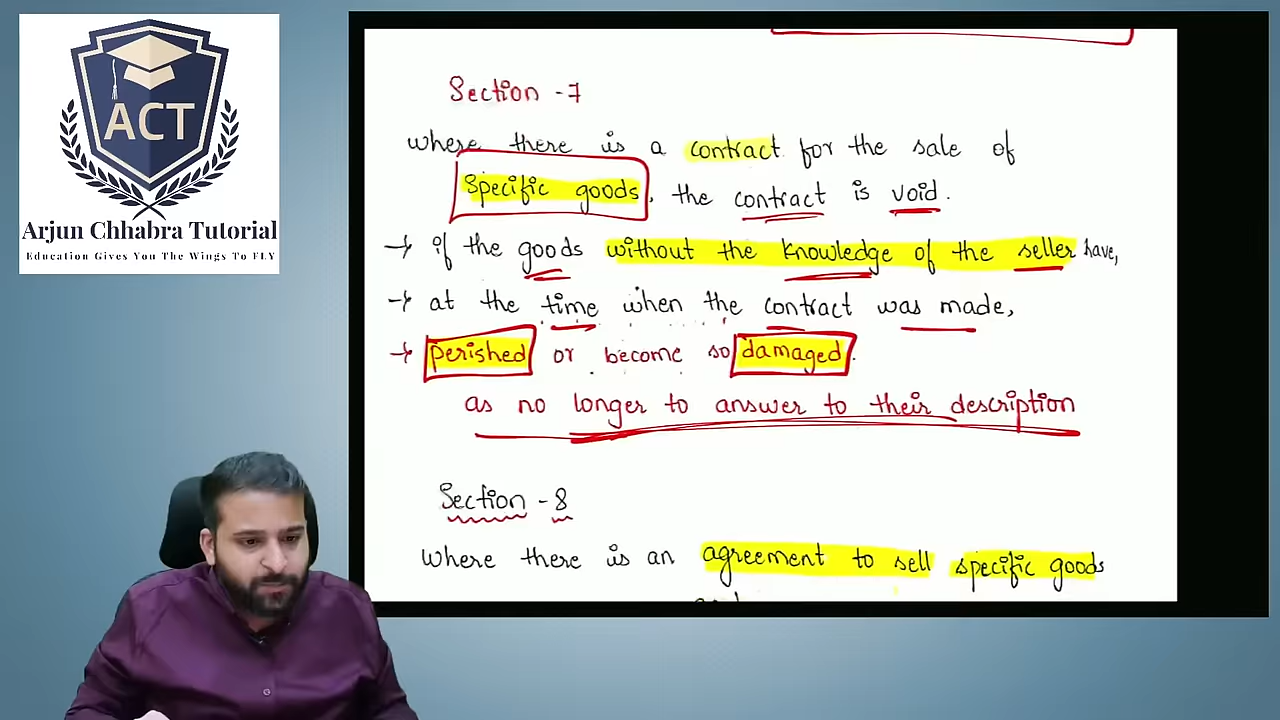 ACT
Arjun Chhabra Tutorial
Education Gives You The Wings To FLY
Section - 7
where there is a contract for the sale of
specific goods, the contract is void.
→ if the goods without the knowledge of the seller have,
→ at the time when the contract was made,
→ perished or become so damaged.
as no longer to answer to their description
Section - 8
where there is an agreement to sell specific goods